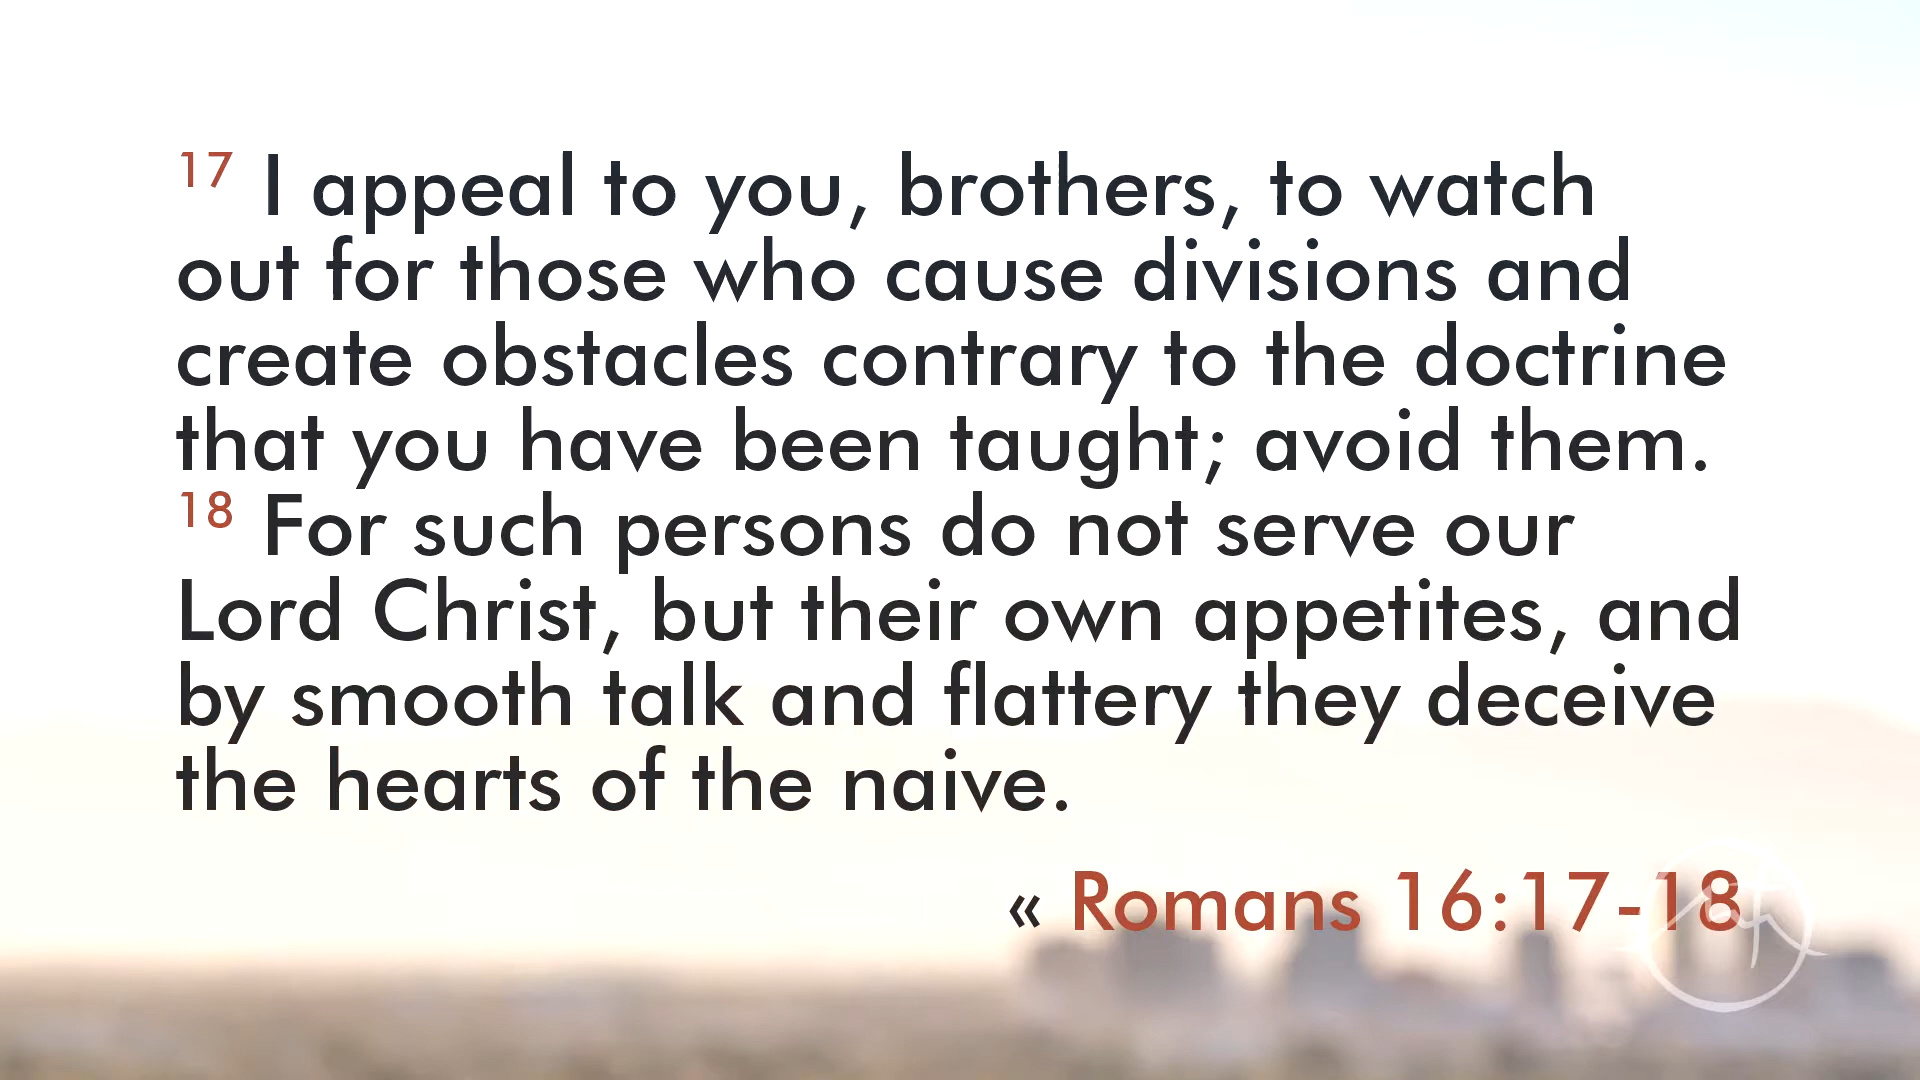 17 I appeal to you, brothers, to watch
out for those who cause divisions and
create obstacles contrary to the doctrine
that you have been taught; avoid them.
18 For such persons do not serve our
Lord Christ, but their own appetites, and
by smooth talk and flattery they deceive
the hearts of the naive.
« Romans 16:17-18